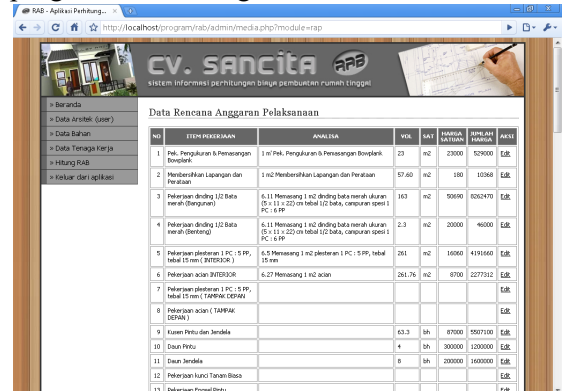 RAB - Aplikasi Perhitung...
http://localhost/program/rab/admin/media.php?module=rap
CV. SANCITA RAB
sistem informasi perhitungan biaya pembuatan rumah tinggal
» Beranda
» Data Arsitek (user)
» Data Bahan
» Data Tenaga Kerja
» Hitung RAB
» Keluar dari aplikasi
Data Rencana Anggaran Pelaksanaan
NO ITEM PEKERJAAN ANALISA VOL SAT HARGA SATUAN JUMLAH HARGA AKSI
1 Pek. Pengukuran & Pemasangan Bowplank 1 m' Pek. Pengukuran & Pemasangan Bowplank 23 m2 23000 529000 Edit
2 Membersihkan Lapangan dan Perataan 1 m2 Membersihkan Lapangan dan Perataan 57.60 m2 180 10368 Edit
3 Pekerjaan dinding 1/2 Bata merah (Bangunan) 6.11 Memasang 1 m2 dinding bata merah ukuran (5 x 11 x 22) cm tebal 1/2 bata, campuran spesi 1 PC : 6 PP 163 m2 50690 8262470 Edit
4 Pekerjaan dinding 1/2 Bata merah (Benteng) 6.11 Memasang 1 m2 dinding bata merah ukuran (5 x 11 x 22) cm tebal 1/2 bata, campuran spesi 1 PC : 6 PP 2.3 m2 20000 46000 Edit
5 Pekerjaan plesteran 1 PC : 5 PP, tebal 15 mm ( INTERIOR ) 6.5 Memasang 1 m2 plesteran 1 PC : 5 PP, tebal 15 mm 261 m2 16060 4191660 Edit
6 Pekerjaan acian INTERIOR 6.27 Memasang 1 m2 acian 261.76 m2 8700 2277312 Edit
7 Pekerjaan plesteran 1 PC : 5 PP, tebal 15 mm ( TAMPAK DEPAN Edit
8 Pekerjaan acian ( TAMPAK DEPAN ) Edit
9 Kusen Pintu dan Jendela 63.3 bh 87000 5507100 Edit
10 Daun Pintu 4 bh 300000 1200000 Edit
11 Daun Jendela 8 bh 200000 1600000 Edit
12 Pekerjaan kunci Tanam Biasa Edit
13 Pekerjaan Engsel Pintu Edit